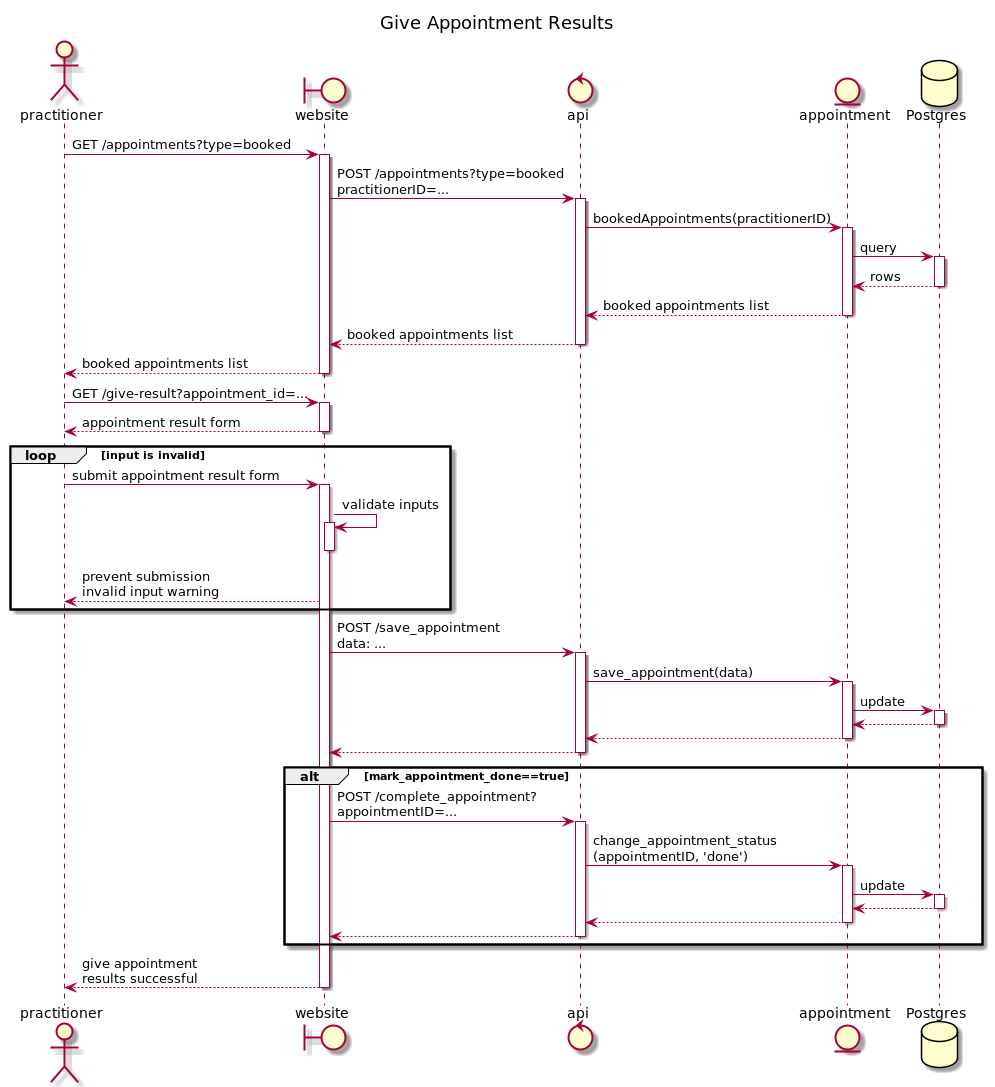 Give Appointment Results
practitioner
website
api
appointment
Postgres
GET /appointments?type=booked
POST /appointments?type=booked
practitionerID=...
bookedAppointments(practitionerID)
query
rows
booked appointments list
booked appointments list
booked appointments list
GET /give-result?appointment_id=...
appointment result form
loop
[input is invalid]
submit appointment result form
validate inputs
prevent submission
invalid input warning
POST /save_appointment
data: ...
save_appointment(data)
update
alt
[mark_appointment_done==true]
POST /complete_appointment?
appointmentID=...
change_appointment_status
(appointmentID, 'done')
update
give appointment
results successful
practitioner
website
api
appointment
Postgres